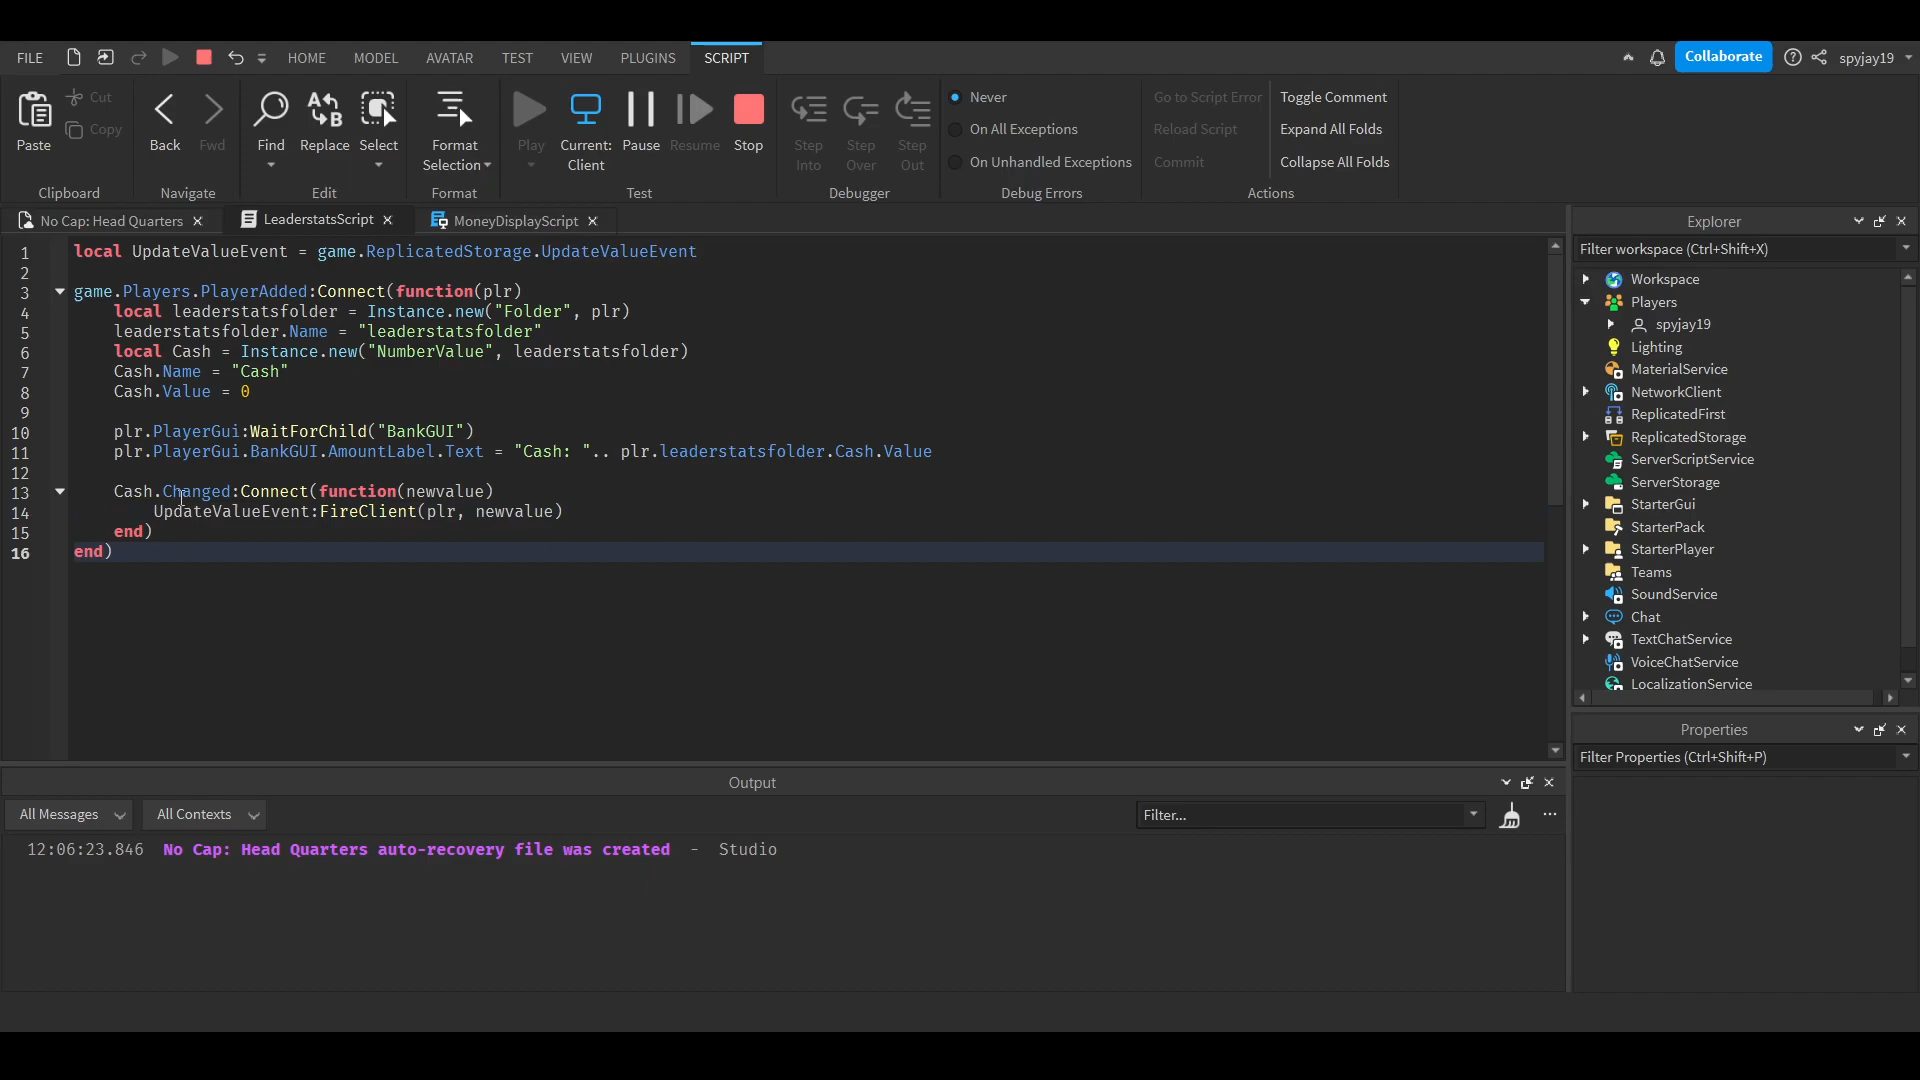 FILE HOME MODEL AVATAR TEST VIEW PLUGINS SCRIPT Collaborate spyjay19
Paste Cut Copy Back Fwd Find Replace Select Format Selection Play Current: Client Pause Resume Stop Step Into Step Over Step Out
Never
On All Exceptions
On Unhandled Exceptions
Go to Script Error
Reload Script
Commit
Toggle Comment
Expand All Folds
Collapse All Folds
Clipboard Navigate Edit Format Test Debugger Debug Errors Actions
No Cap: Head Quarters LeaderstatsScript MoneyDisplayScript
1 local UpdateValueEvent = game.ReplicatedStorage.UpdateValueEvent
2
3 game.Players.PlayerAdded:Connect(function(plr)
4 local leaderstatsfolder = Instance.new("Folder", plr)
5 leaderstatsfolder.Name = "leaderstatsfolder"
6 local Cash = Instance.new("NumberValue", leaderstatsfolder)
7 Cash.Name = "Cash"
8 Cash.Value = 0
9
10 plr.PlayerGui:WaitForChild("BankGUI")
11 plr.PlayerGui.BankGUI.AmountLabel.Text = "Cash: ".. plr.leaderstatsfolder.Cash.Value
12
13 Cash.Changed:Connect(function(newvalue)
14 UpdateValueEvent:FireClient(plr, newvalue)
15 end)
16 end)
Explorer
Filter workspace (Ctrl+Shift+X)
Workspace
Players
spyjay19
Lighting
MaterialService
NetworkClient
ReplicatedFirst
ReplicatedStorage
ServerScriptService
ServerStorage
StarterGui
StarterPack
StarterPlayer
Teams
SoundService
Chat
TextChatService
VoiceChatService
LocalizationService
Properties
Filter Properties (Ctrl+Shift+P)
Output
All Messages All Contexts Filter...
12:06:23.846 No Cap: Head Quarters auto-recovery file was created - Studio